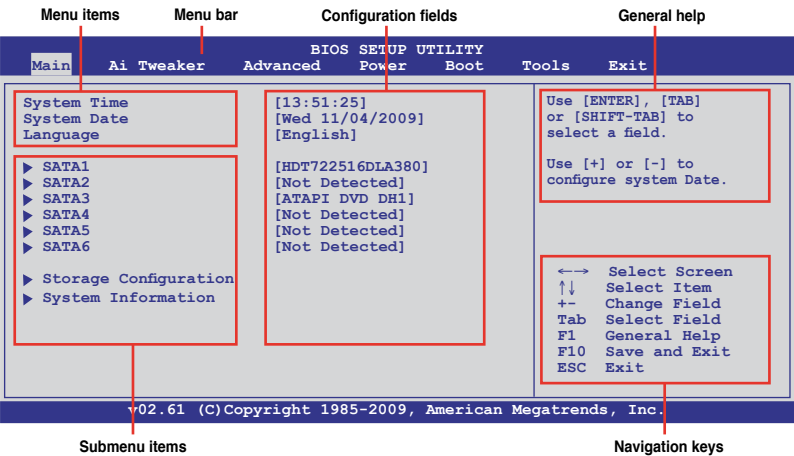 Menu items Menu bar Configuration fields General help
BIOS SETUP UTILITY
Main Ai Tweaker Advanced Power Boot Tools Exit
System Time [13:51:25]
System Date [Wed 11/04/2009]
Language [English]
SATA1 [HDT722516DLA380]
SATA2 [Not Detected]
SATA3 [ATAPI DVD DH1]
SATA4 [Not Detected]
SATA5 [Not Detected]
SATA6 [Not Detected]
Storage Configuration
System Information
Use [ENTER], [TAB]
or [SHIFT-TAB] to
select a field.
Use [+] or [-] to
configure system Date.
←→ Select Screen
↑↓ Select Item
+- Change Field
Tab Select Field
F1 General Help
F10 Save and Exit
ESC Exit
v02.61 (C)Copyright 1985-2009, American Megatrends, Inc.
Submenu items Navigation keys